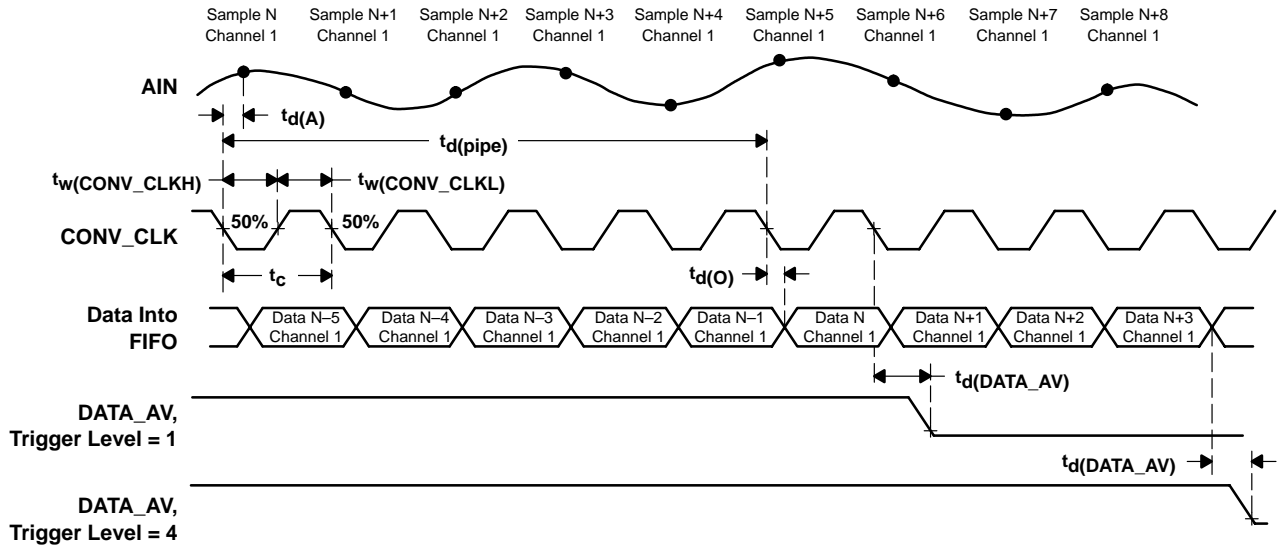 Sample N Sample N+1 Sample N+2 Sample N+3 Sample N+4 Sample N+5 Sample N+6 Sample N+7 Sample N+8
Channel 1 Channel 1 Channel 1 Channel 1 Channel 1 Channel 1 Channel 1 Channel 1 Channel 1
AIN
td(A)
td(pipe)
tw(CONV_CLKH) tw(CONV_CLKL)
50% 50%
CONV_CLK
tc
td(O)
Data Into
FIFO
Data N–5 Data N–4 Data N–3 Data N–2 Data N–1 Data N Data N+1 Data N+2 Data N+3
Channel 1 Channel 1 Channel 1 Channel 1 Channel 1 Channel 1 Channel 1 Channel 1 Channel 1
td(DATA_AV)
DATA_AV,
Trigger Level = 1
td(DATA_AV)
DATA_AV,
Trigger Level = 4